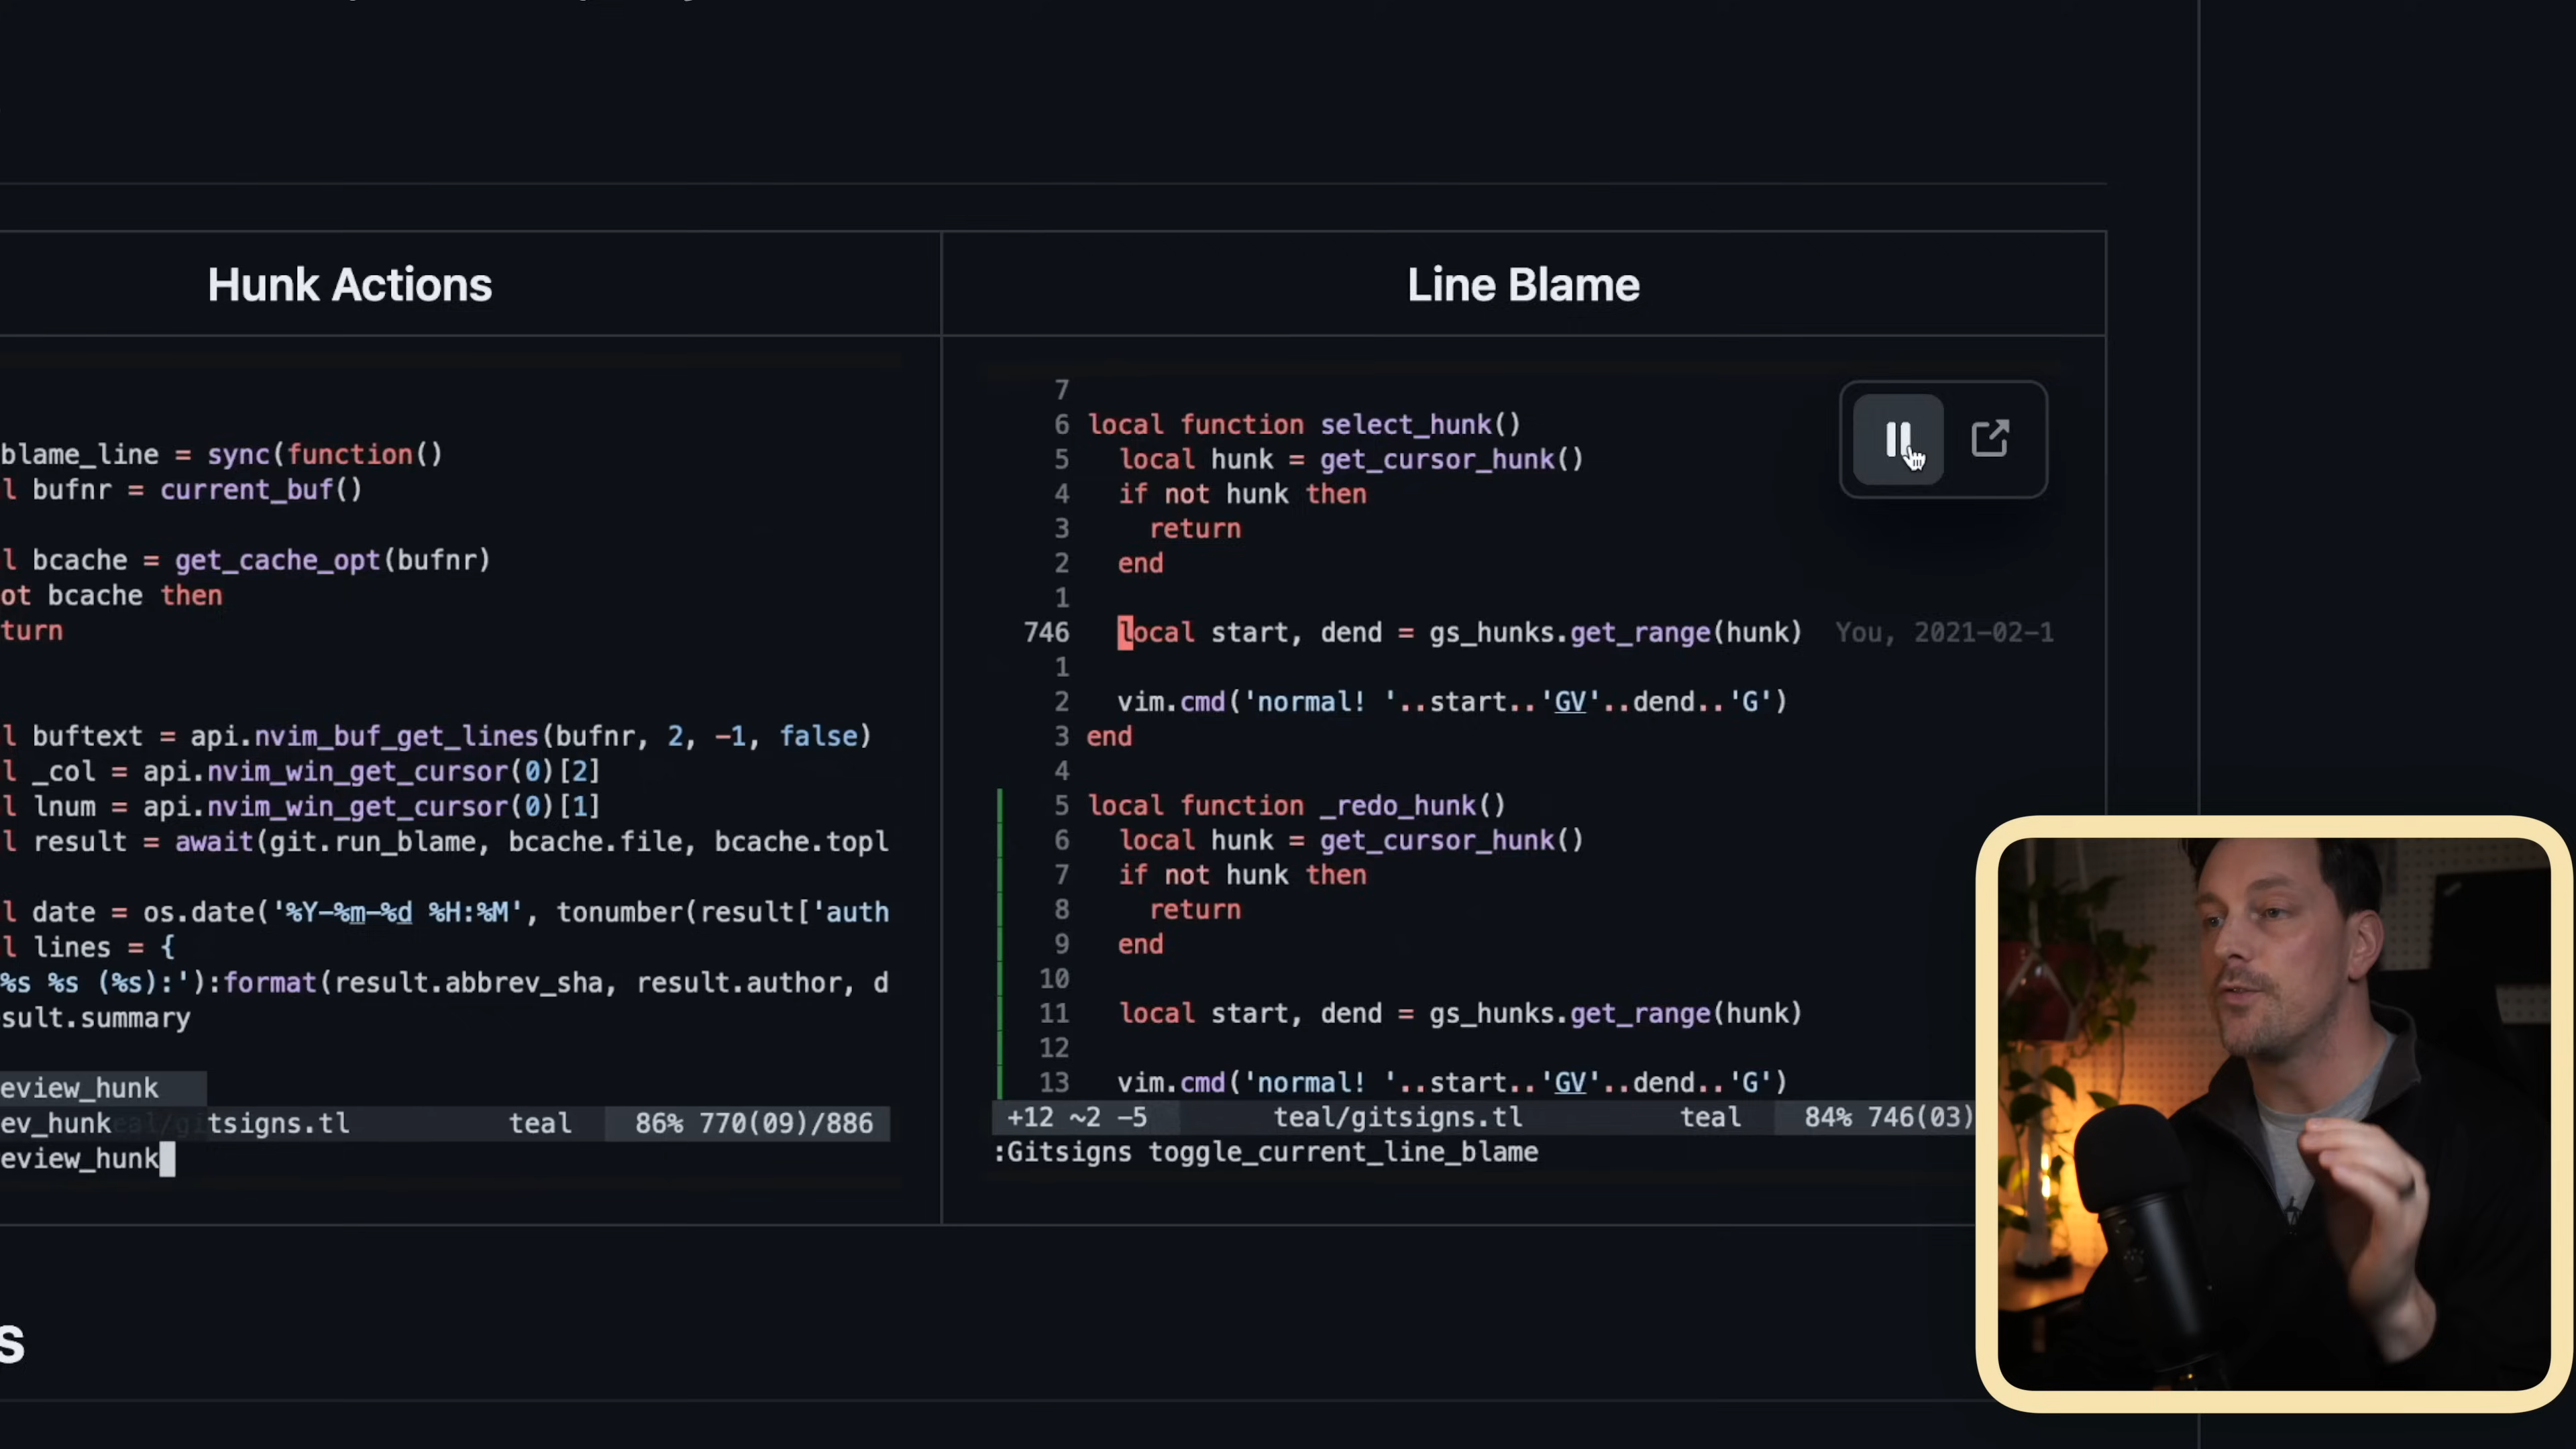 Hunk Actions
Line Blame
blame_line = sync(function()
l bufnr = current_buf()
l bcache = get_cache_opt(bufnr)
ot bcache then
turn
l buftext = api.nvim_buf_get_lines(bufnr, 2, -1, false)
l _col = api.nvim_win_get_cursor(0)[2]
l lnum = api.nvim_win_get_cursor(0)[1]
l result = await(git.run_blame, bcache.file, bcache.topl
l date = os.date('%Y-%m-%d %H:%M', tonumber(result['auth
l lines = {
%s %s (%s):'):format(result.abbrev_sha, result.author, d
sult.summary
eview_hunk
ev_hunkeal/gitsigns.tl teal 86% 770(09)/886
eview_hunk
7
6 local function select_hunk()
5 local hunk = get_cursor_hunk()
4 if not hunk then
3 return
2 end
1
746 local start, dend = gs_hunks.get_range(hunk) You, 2021-02-1
1
2 vim.cmd('normal! '..start..'GV'..dend..'G')
3 end
4
5 local function _redo_hunk()
6 local hunk = get_cursor_hunk()
7 if not hunk then
8 return
9 end
10
11 local start, dend = gs_hunks.get_range(hunk)
12
13 vim.cmd('normal! '..start..'GV'..dend..'G')
+12 ~2 -5 teal/gitsigns.tl teal 84% 746(03)
:Gitsigns toggle_current_line_blame
s